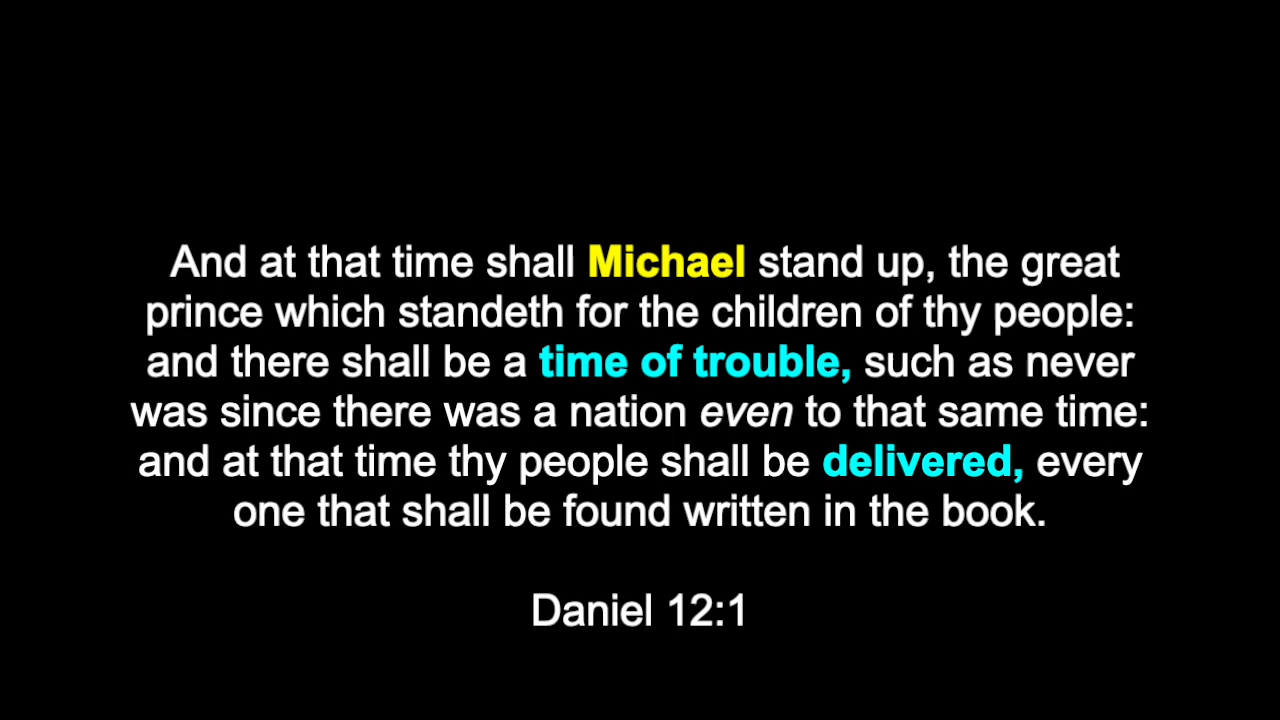 And at that time shall Michael stand up, the great
prince which standeth for the children of thy people:
and there shall be a time of trouble, such as never
was since there was a nation even to that same time:
and at that time thy people shall be delivered, every
one that shall be found written in the book.
Daniel 12:1